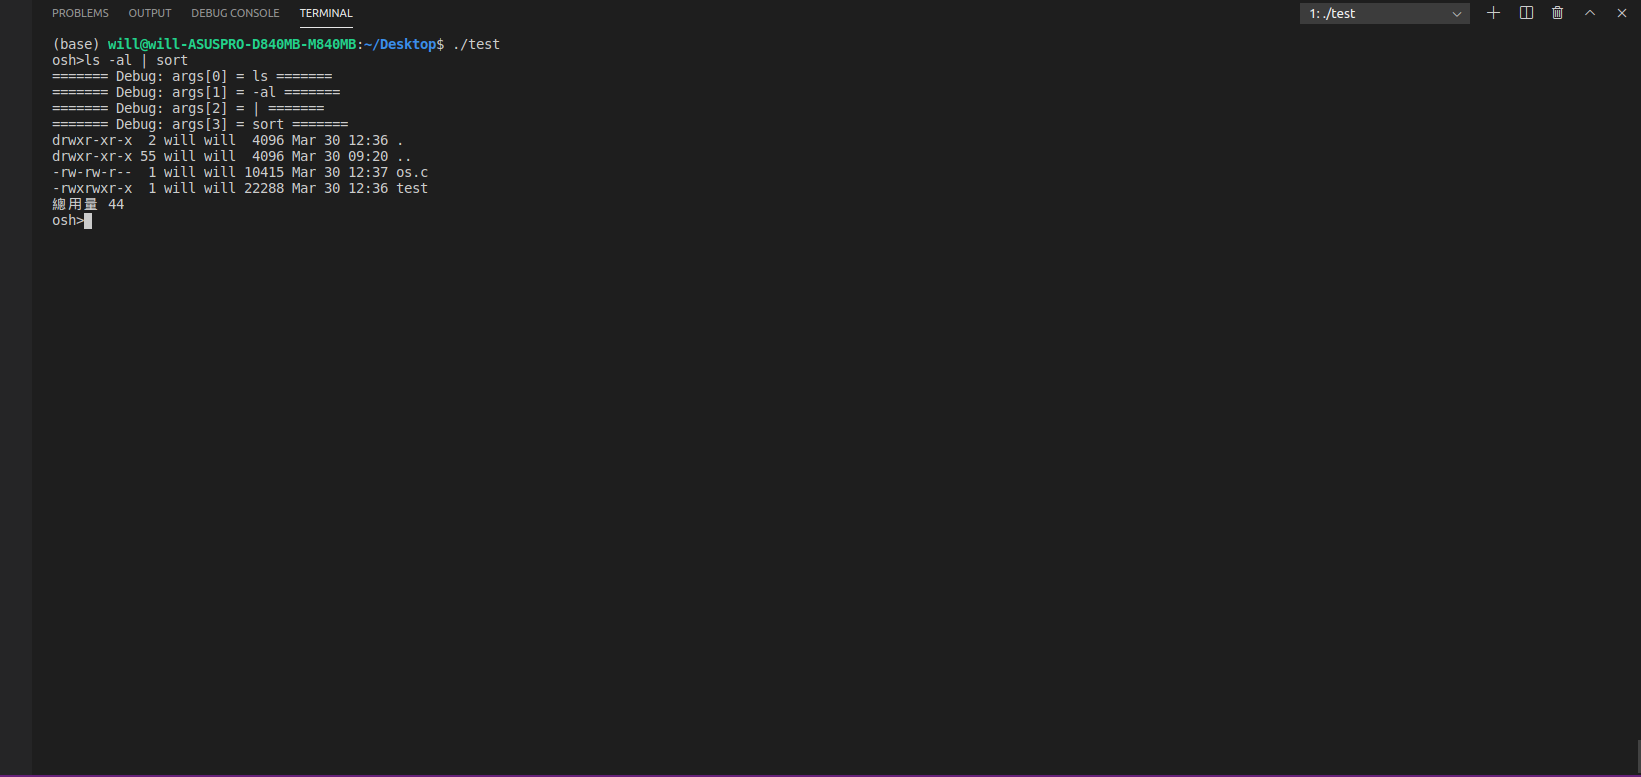 PROBLEMS OUTPUT DEBUG CONSOLE TERMINAL 1: ./test
(base) will@will-ASUSPRO-D840MB-M840MB:~/Desktop$ ./test
osh>ls -al | sort
======= Debug: args[0] = ls =======
======= Debug: args[1] = -al =======
======= Debug: args[2] = | =======
======= Debug: args[3] = sort =======
drwxr-xr-x  2 will will  4096 Mar 30 12:36 .
drwxr-xr-x 55 will will  4096 Mar 30 09:20 ..
-rw-rw-r--  1 will will 10415 Mar 30 12:37 os.c
-rwxrwxr-x  1 will will 22288 Mar 30 12:36 test
總用量 44
osh>